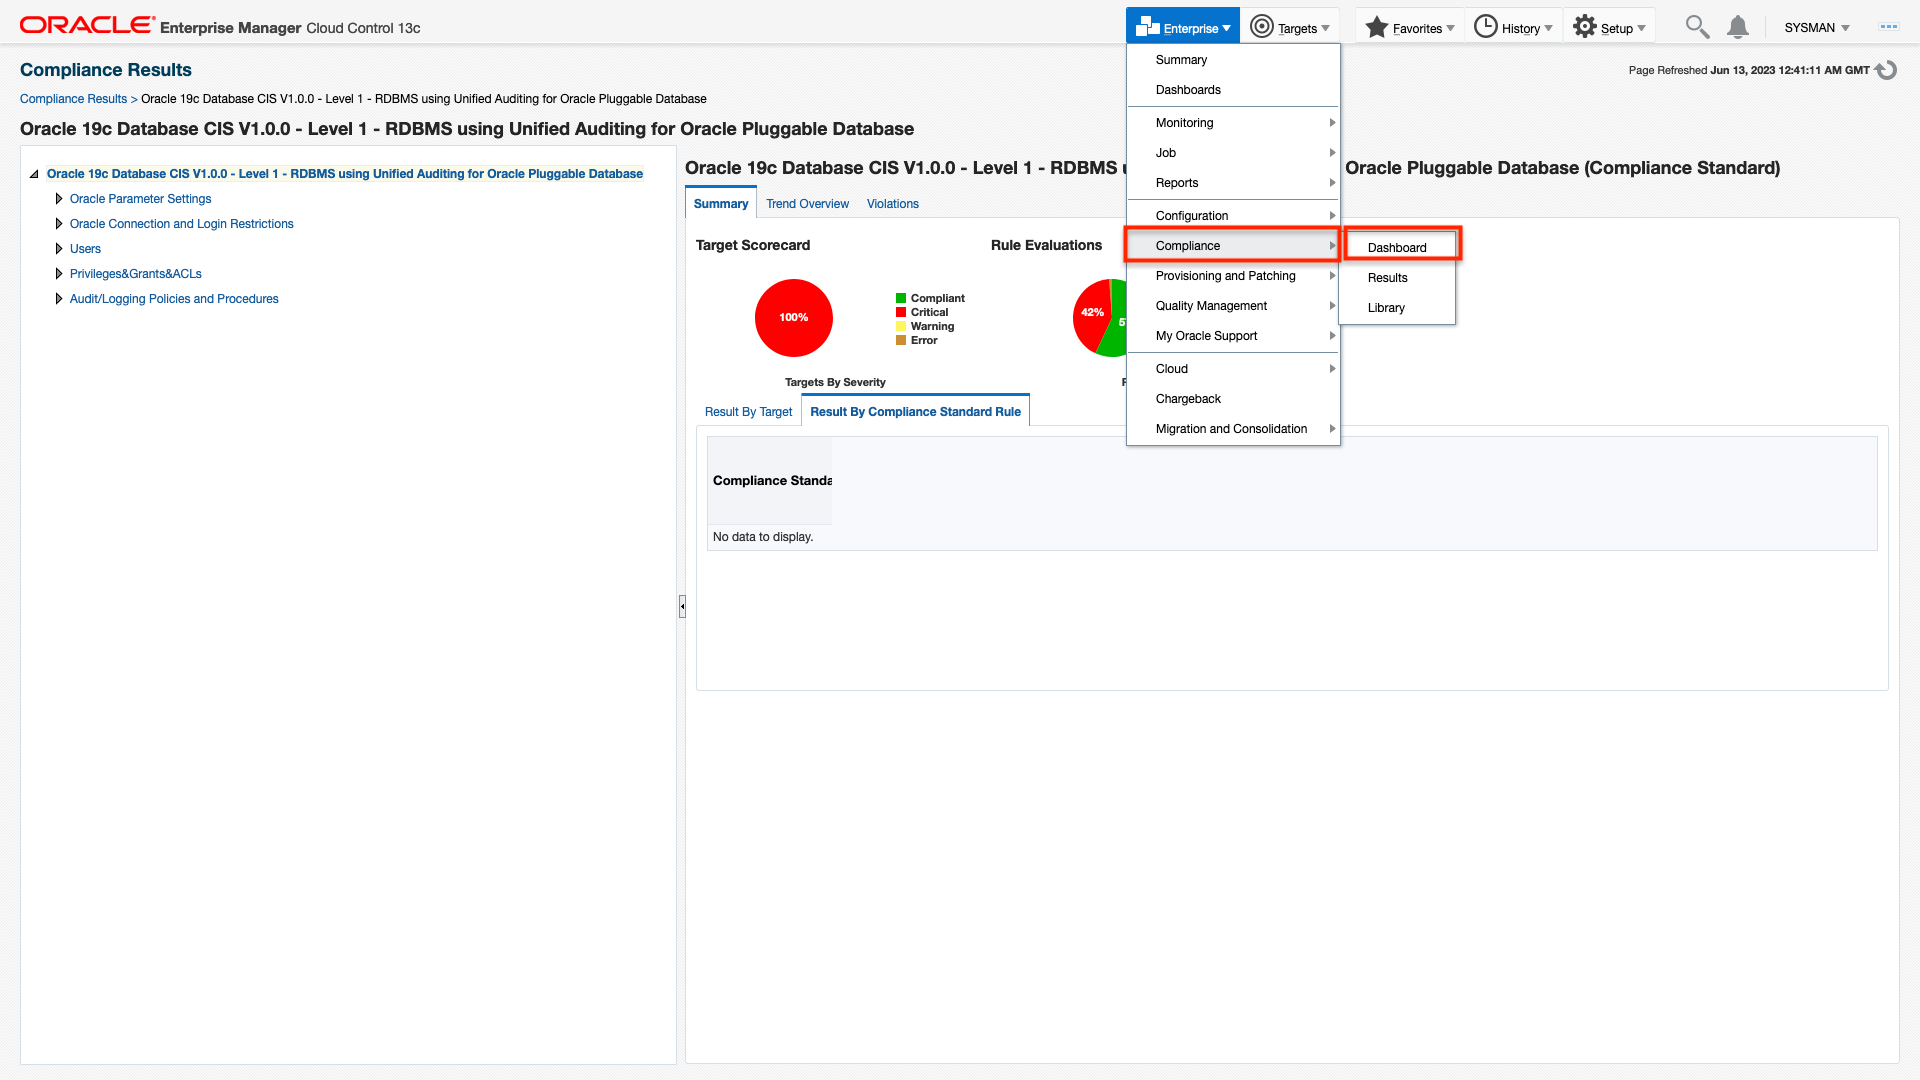 ORACLE Enterprise Manager Cloud Control 13c
Enterprise
Targets
Favorites
History
Setup
SYSMAN
Compliance Results
Page Refreshed Jun 13, 2023 12:41:11 AM GMT
Compliance Results > Oracle 19c Database CIS V1.0.0 - Level 1 - RDBMS using Unified Auditing for Oracle Pluggable Database
Oracle 19c Database CIS V1.0.0 - Level 1 - RDBMS using Unified Auditing for Oracle Pluggable Database
Oracle 19c Database CIS V1.0.0 - Level 1 - RDBMS using Unified Auditing for Oracle Pluggable Database
Oracle Parameter Settings
Oracle Connection and Login Restrictions
Users
Privileges&Grants&ACLs
Audit/Logging Policies and Procedures
Oracle 19c Database CIS V1.0.0 - Level 1 - RDBMS Oracle Pluggable Database (Compliance Standard)
Summary
Trend Overview
Violations
Target Scorecard
Rule Evaluations
100%
Compliant
Critical
Warning
Error
42%
Targets By Severity
Result By Target
Result By Compliance Standard Rule
Compliance Standa
No data to display.
Summary
Dashboards
Monitoring
Job
Reports
Configuration
Compliance
Provisioning and Patching
Quality Management
My Oracle Support
Cloud
Chargeback
Migration and Consolidation
Dashboard
Results
Library